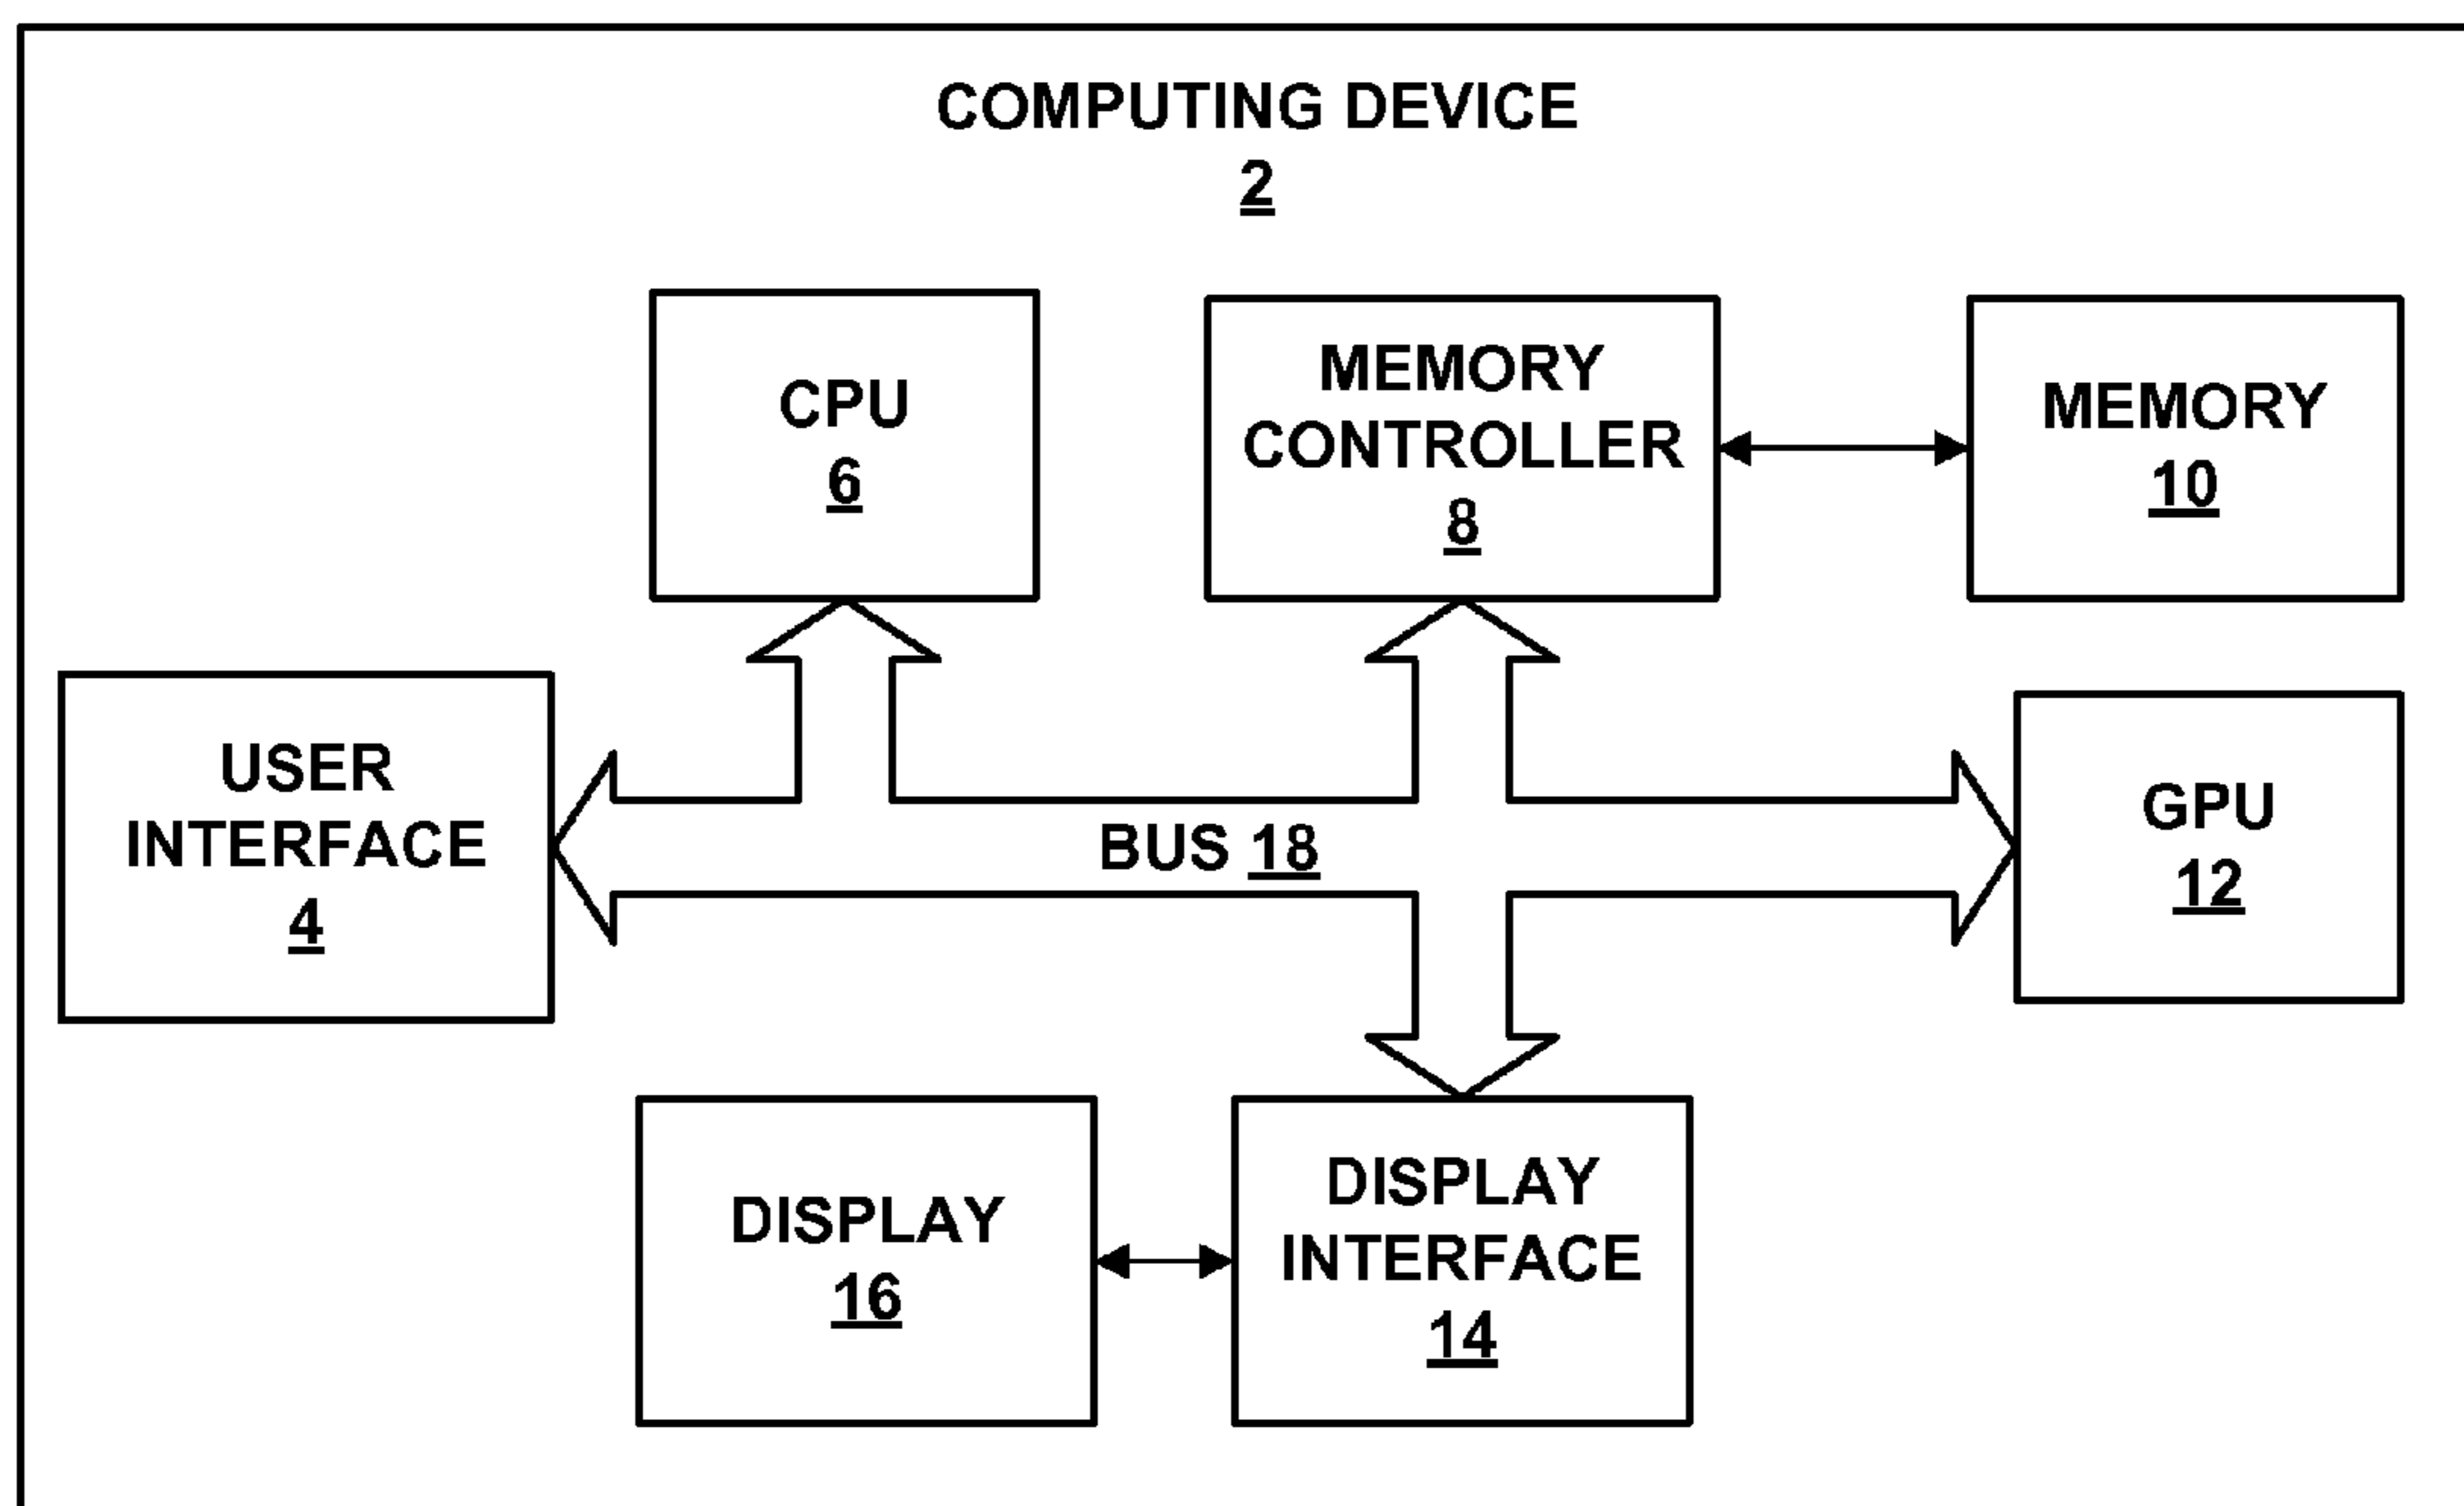 COMPUTING DEVICE
2
CPU
6
MEMORY
CONTROLLER
8
MEMORY
10
USER
INTERFACE
4
BUS 18
GPU
12
DISPLAY
16
DISPLAY
INTERFACE
14